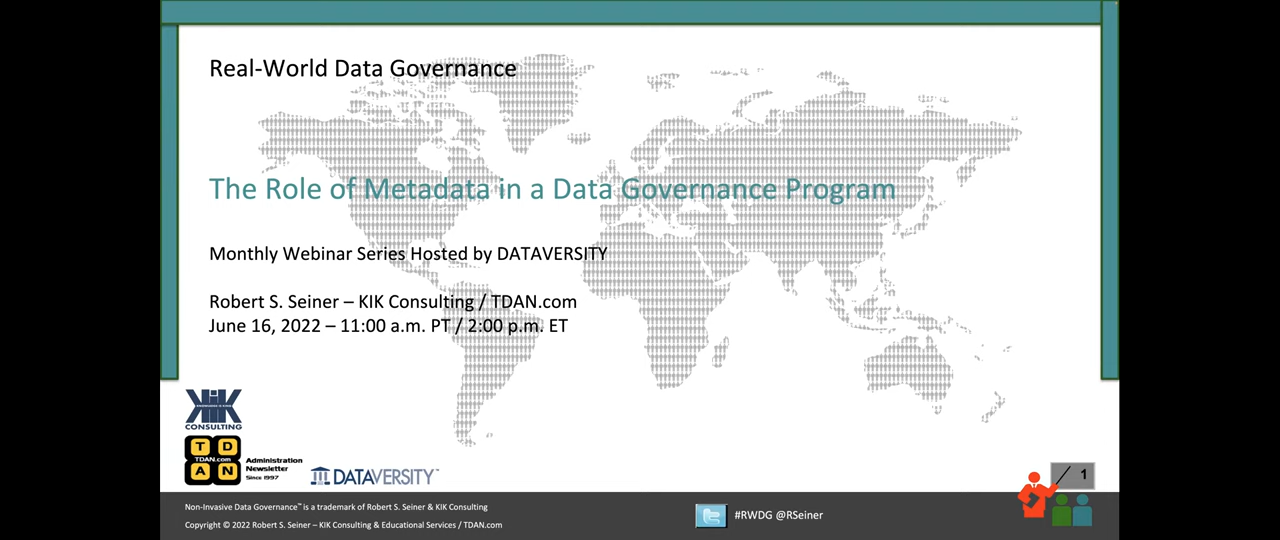 Real-World Data Governance
The Role of Metadata in a Data Governance Program
Monthly Webinar Series Hosted by DATAVERSITY
Robert S. Seiner – KIK Consulting / TDAN.com
June 16, 2022 – 11:00 a.m. PT / 2:00 p.m. ET
KIK
CONSULTING
T D
TDAN.com
A N
Administration
Newsletter
Since 1997
DATAVERSITY™
1
Non-Invasive Data Governance™ is a trademark of Robert S. Seiner & KIK Consulting
Copyright © 2022 Robert S. Seiner – KIK Consulting & Educational Services / TDAN.com
#RWDG @RSeiner